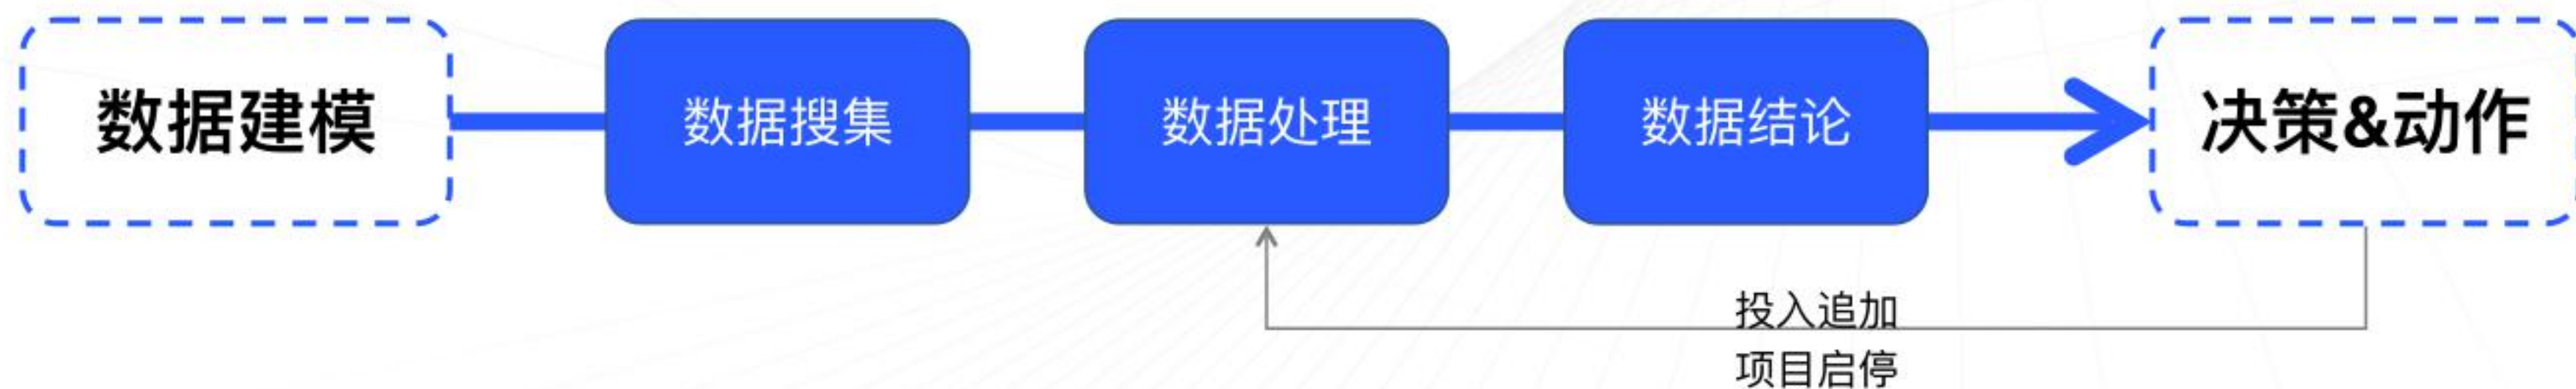 数据建模
数据搜集
数据处理
数据结论
决策&动作
投入追加
项目启停